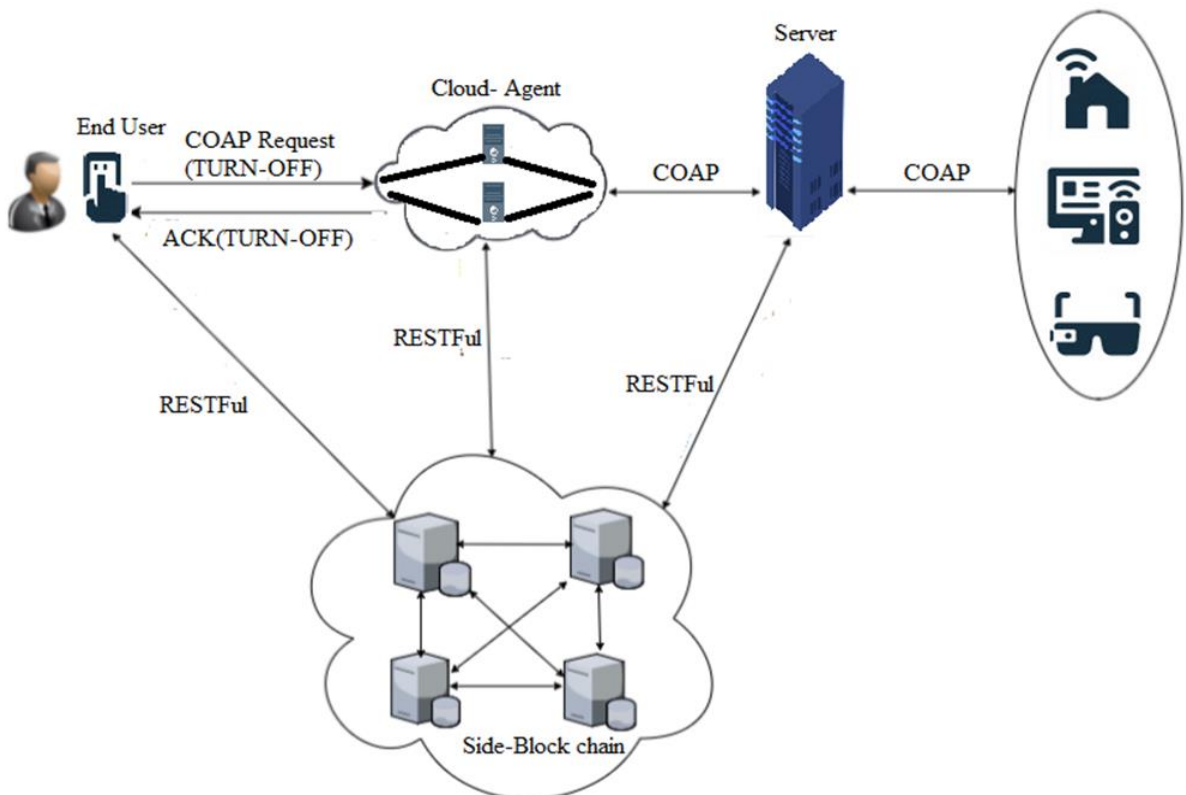 Server
Cloud- Agent
End User
COAP Request
(TURN-OFF)
COAP
COAP
ACK(TURN-OFF)
RESTFul
RESTFul
RESTFul
Side-Block chain